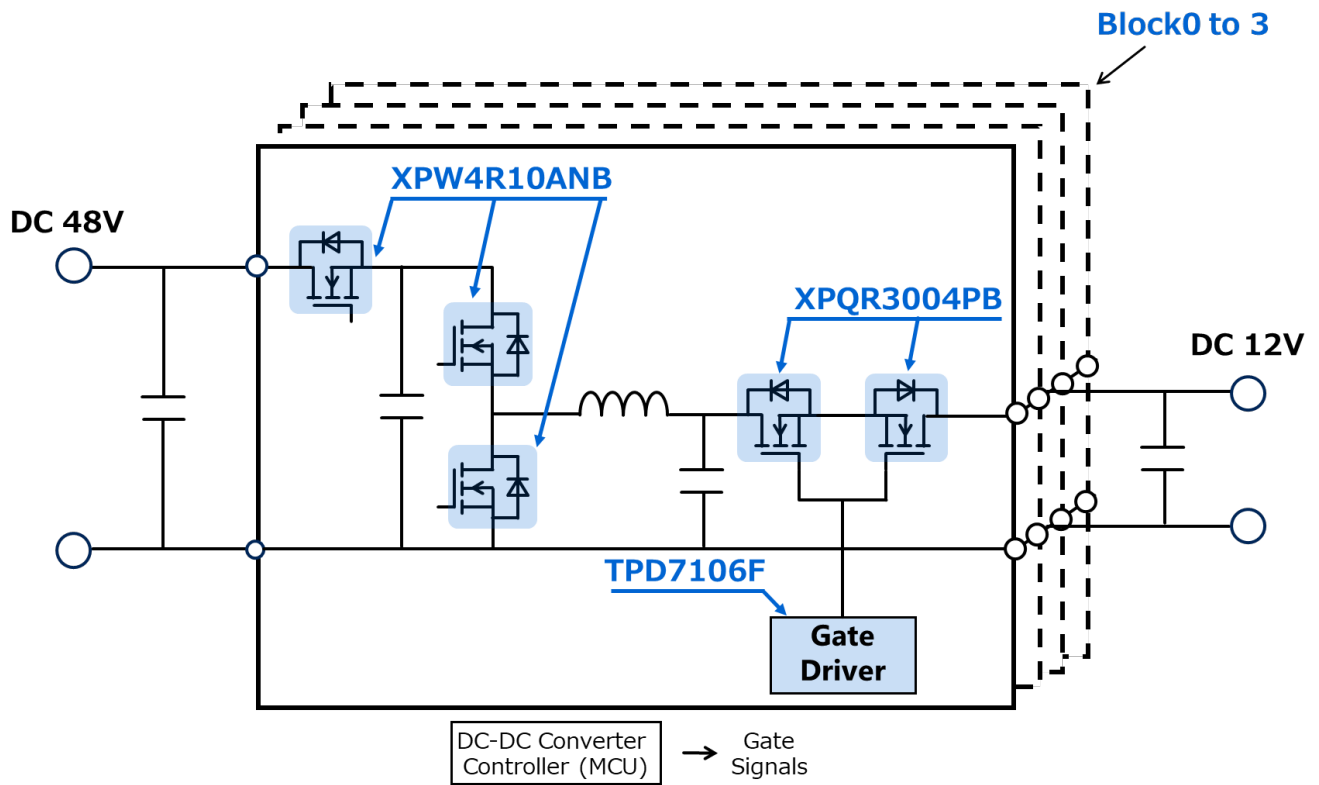 Block0 to 3
XPW4R10ANB
DC 48V
XPQR3004PB
DC 12V
TPD7106F
Gate
Driver
DC-DC Converter
Controller (MCU)
Gate
Signals